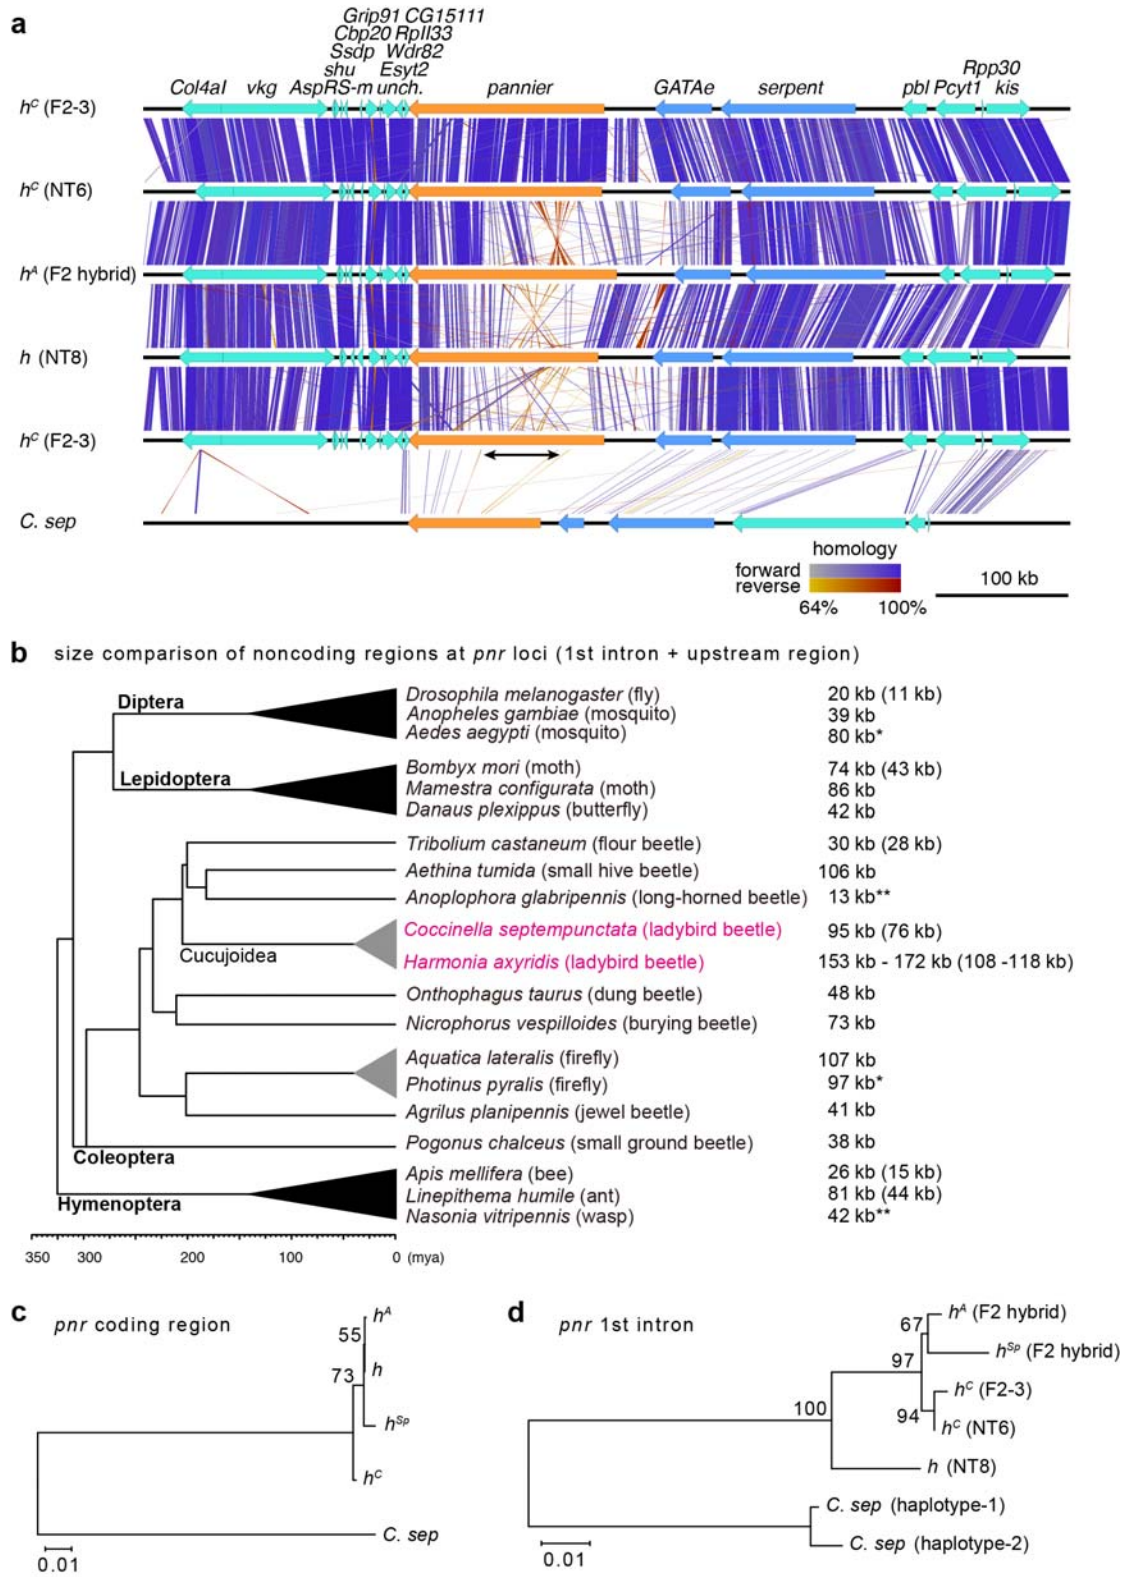 a
Grip91 CG15111
Cbp20 RpII33
Ssdp Wdr82
shu Esyt2
Rpp30
Col4a1 vkg AspRS-m unch. pannier GATAe serpent pbl Pcyt1 kis
hC (F2-3)
hC (NT6)
hA (F2 hybrid)
h (NT8)
hC (F2-3)
C. sep
homology
forward
reverse
64% 100%
100 kb
b size comparison of noncoding regions at pnr loci (1st intron + upstream region)
Diptera
Drosophila melanogaster (fly) 20 kb (11 kb)
Anopheles gambiae (mosquito) 39 kb
Aedes aegypti (mosquito) 80 kb*
Lepidoptera
Bombyx mori (moth) 74 kb (43 kb)
Mamestra configurata (moth) 86 kb
Danaus plexippus (butterfly) 42 kb
Tribolium castaneum (flour beetle) 30 kb (28 kb)
Aethina tumida (small hive beetle) 106 kb
Anoplophora glabripennis (long-horned beetle) 13 kb**
Coccinella septempunctata (ladybird beetle) 95 kb (76 kb)
Cucujoidea
Harmonia axyridis (ladybird beetle) 153 kb - 172 kb (108 -118 kb)
Onthophagus taurus (dung beetle) 48 kb
Nicrophorus vespilloides (burying beetle) 73 kb
Aquatica lateralis (firefly) 107 kb
Photinus pyralis (firefly) 97 kb*
Agrilus planipennis (jewel beetle) 41 kb
Pogonus chalceus (small ground beetle) 38 kb
Coleoptera
Apis mellifera (bee) 26 kb (15 kb)
Linepithema humile (ant) 81 kb (44 kb)
Hymenoptera
Nasonia vitripennis (wasp) 42 kb**
350 300 200 100 0 (mya)
c pnr coding region
hA
55
h
73
hSp
hC
C. sep
0.01
d pnr 1st intron
hA (F2 hybrid)
67
hSp (F2 hybrid)
97
hC (F2-3)
100
94
hC (NT6)
h (NT8)
C. sep (haplotype-1)
C. sep (haplotype-2)
0.01